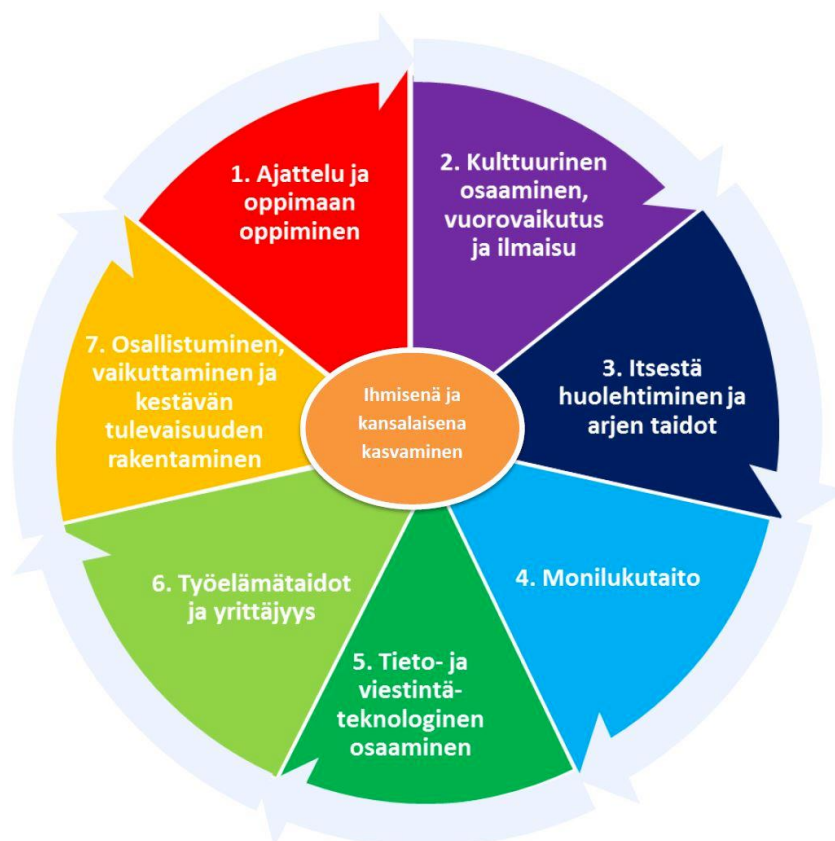 1. Ajattelu ja
oppimaan
oppiminen
2. Kulttuurinen
osaaminen,
vuorovaikutus
ja ilmaisu
3. Itsestä
huolehtiminen ja
arjen taidot
4. Monilukutaito
5. Tieto- ja
viestintä-
teknologinen
osaaminen
6. Työelämätaidot
ja yrittäjyys
7. Osallistuminen,
vaikuttaminen ja
kestävän
tulevaisuuden
rakentaminen
Ihmisenä ja
kansalaisena
kasvaminen